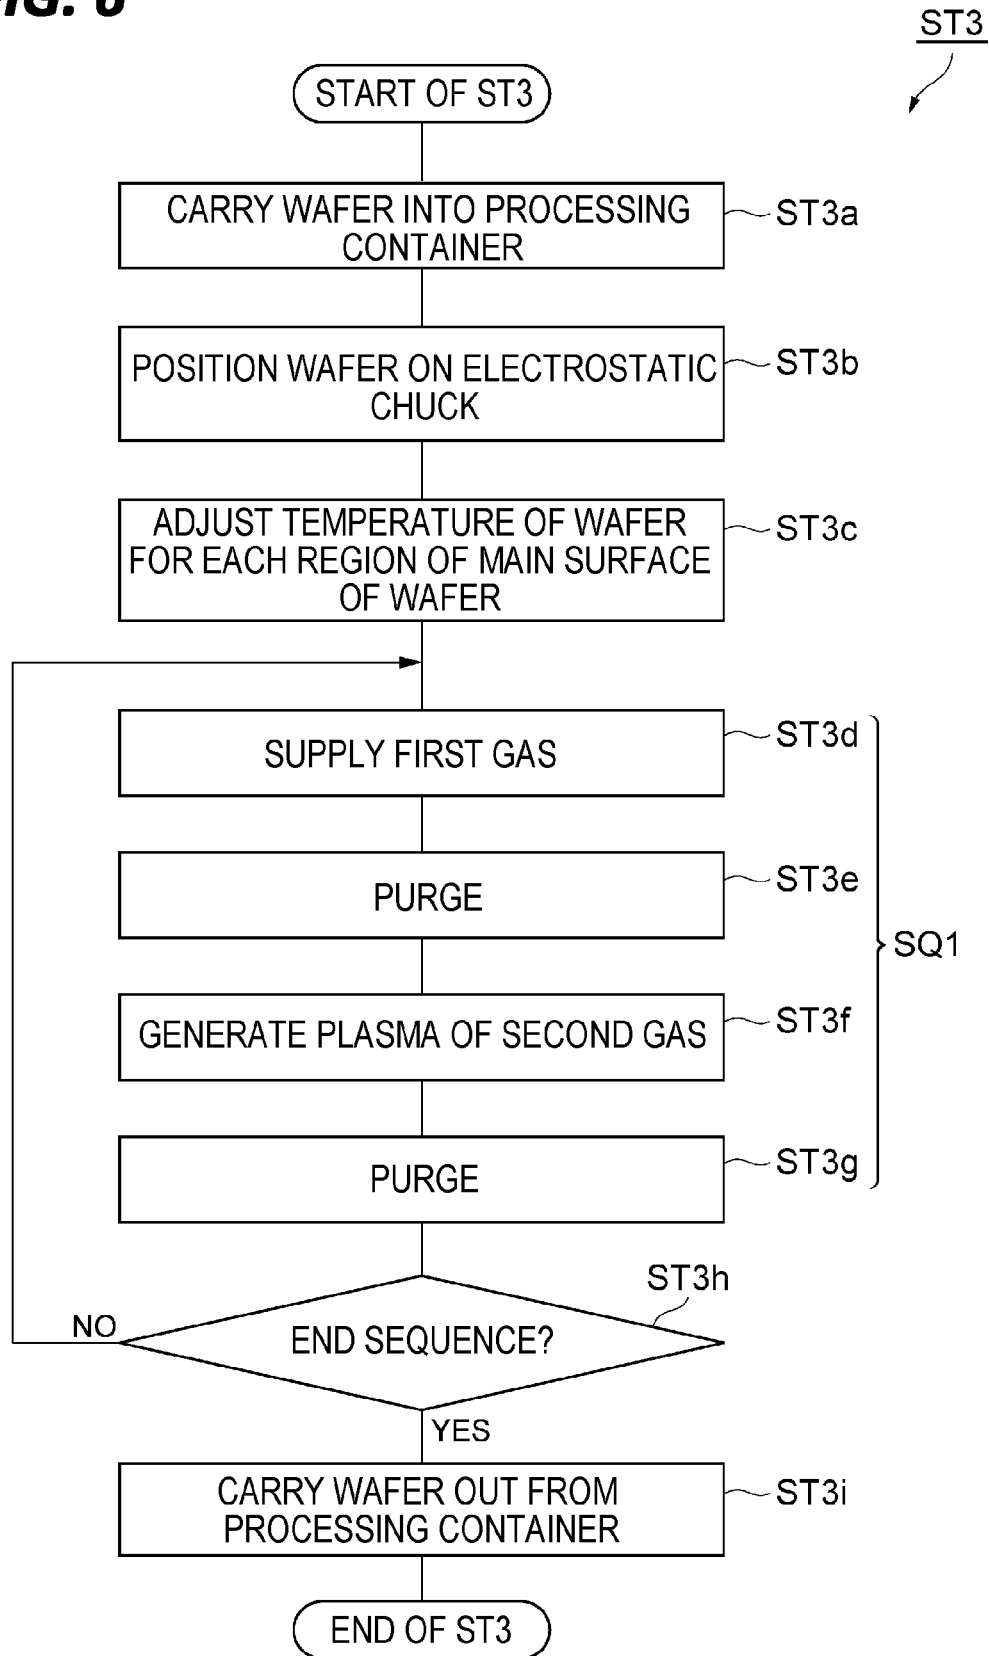 ST3
START OF ST3
CARRY WAFER INTO PROCESSING
CONTAINER
ST3a
POSITION WAFER ON ELECTROSTATIC
CHUCK
ST3b
ADJUST TEMPERATURE OF WAFER
FOR EACH REGION OF MAIN SURFACE
OF WAFER
ST3c
SUPPLY FIRST GAS
ST3d
PURGE
ST3e
SQ1
GENERATE PLASMA OF SECOND GAS
ST3f
PURGE
ST3g
ST3h
NO
END SEQUENCE?
YES
CARRY WAFER OUT FROM
PROCESSING CONTAINER
ST3i
END OF ST3